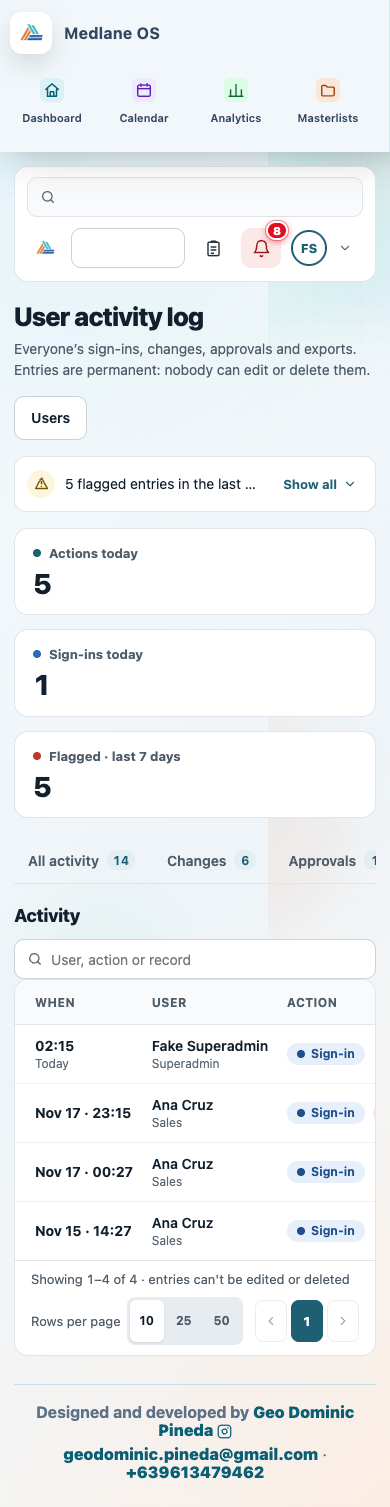 Medlane OS
Dashboard
Calendar
Analytics
Masterlists
8
FS
User activity log
Everyone’s sign-ins, changes, approvals and exports.
Entries are permanent: nobody can edit or delete them.
Users
5 flagged entries in the last ...
Show all
Actions today
5
Sign-ins today
1
Flagged · last 7 days
5
All activity 14
Changes 6
Approvals 1
Activity
User, action or record
WHEN USER ACTION
02:15 Fake Superadmin Sign-in
Today Superadmin
Nov 17 · 23:15 Ana Cruz Sign-in
Sales
Nov 17 · 00:27 Ana Cruz Sign-in
Sales
Nov 15 · 14:27 Ana Cruz Sign-in
Sales
Showing 1–4 of 4 · entries can't be edited or deleted
Rows per page 10 25 50 1
Designed and developed by Geo Dominic
Pineda
geodominic.pineda@gmail.com ·
+639613479462